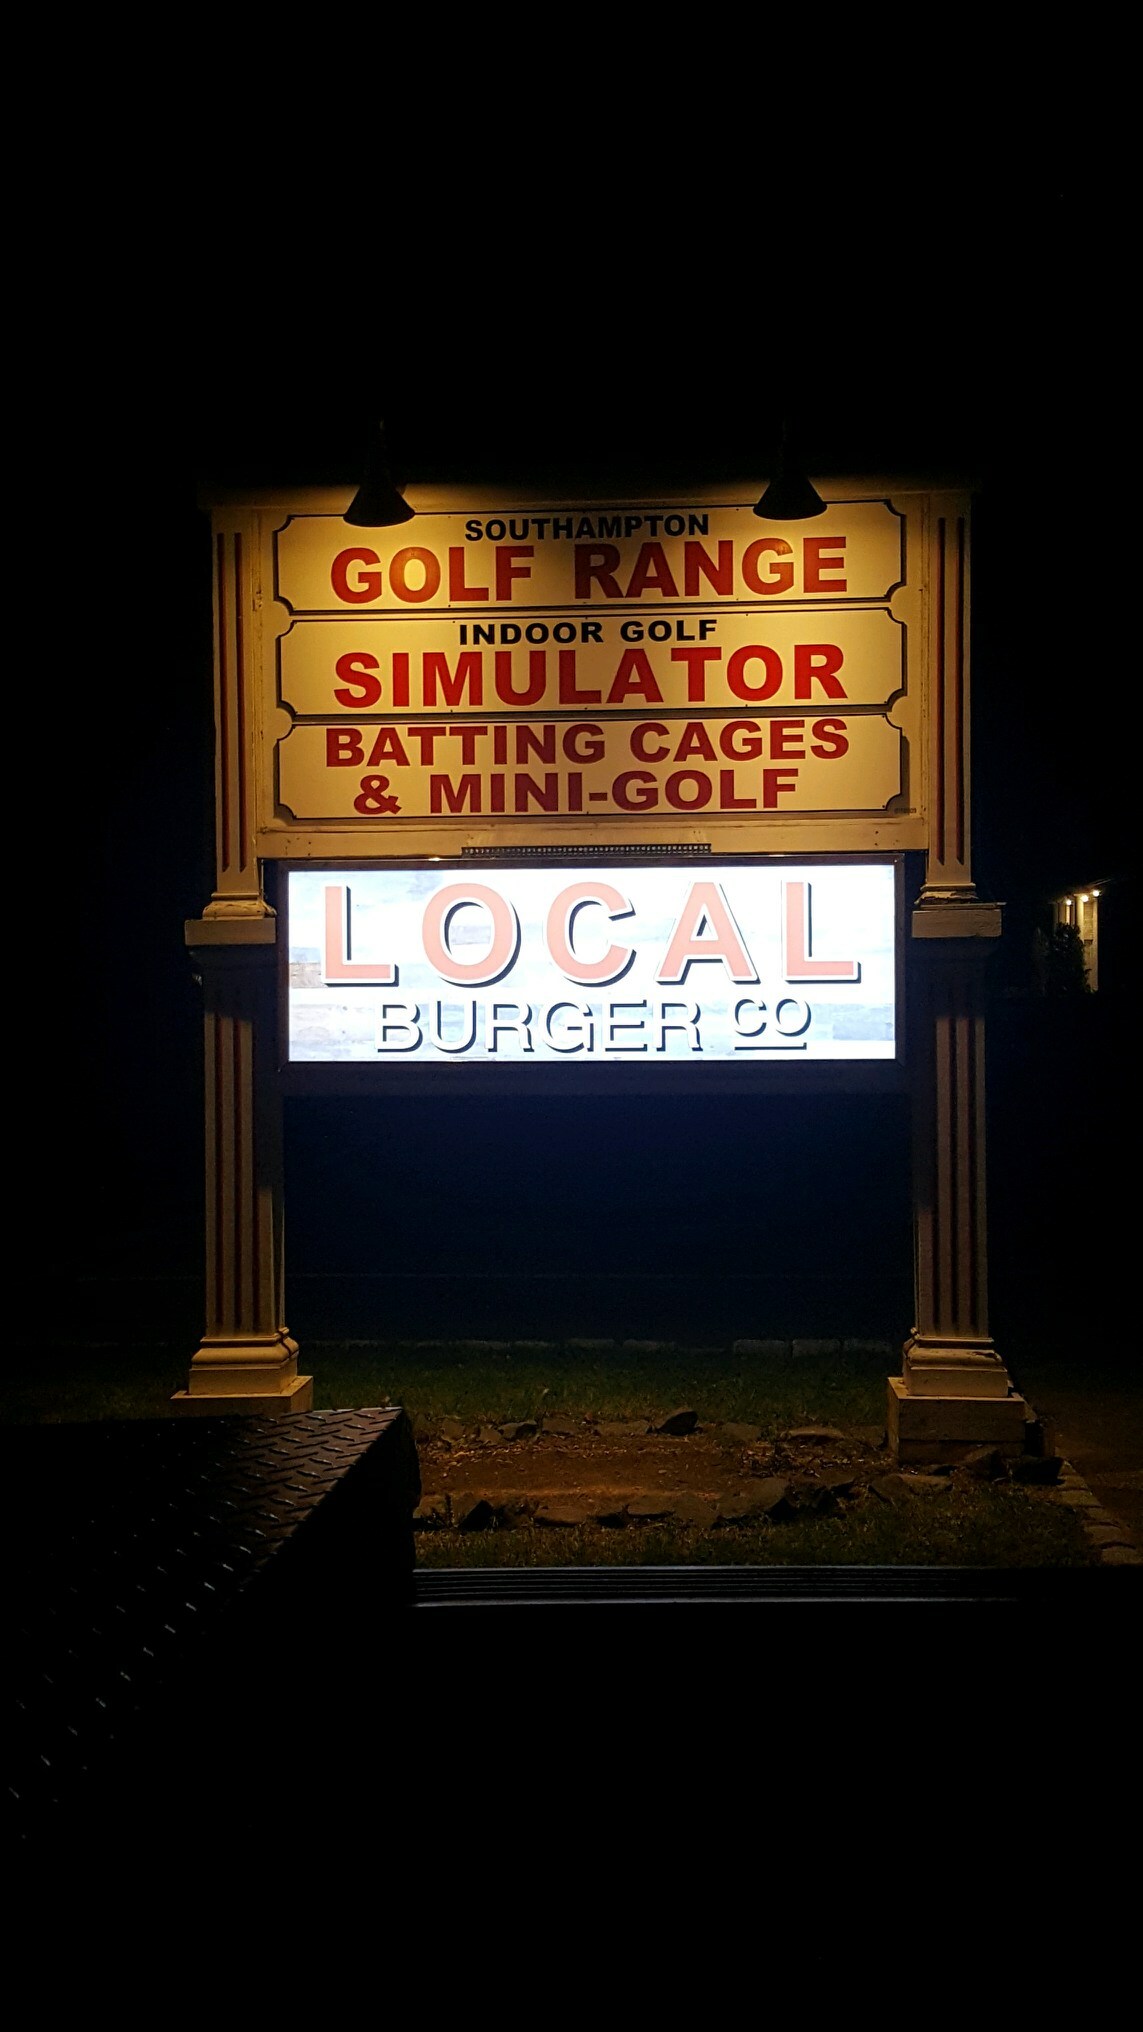 SOUTHAMPTON
GOLF RANGE
INDOOR GOLF
SIMULATOR
BATTING CAGES
& MINI-GOLF
LOCAL
BURGER CO